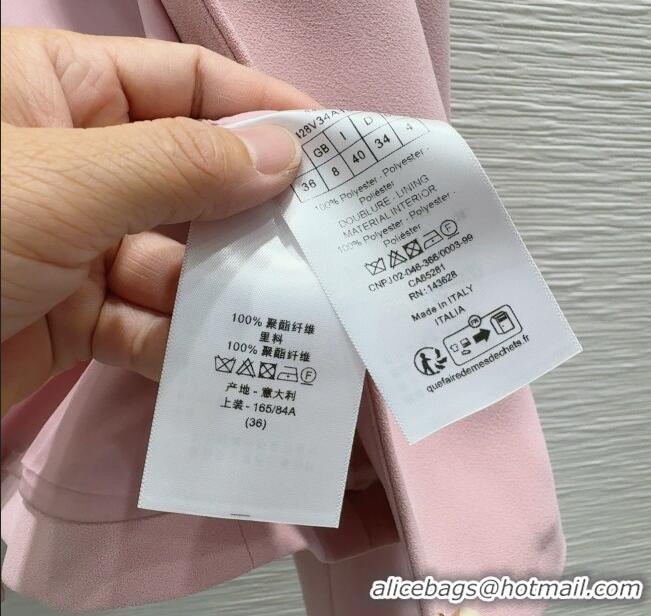 GB I D
36 8 40 34 4
100% Polyester - Polyester -
Poliéster
DOUBLURE - LINING
MATERIAL INTERIOR
100% Polyester - Polyester -
Poliéster
CNPJ 02-046-366/0003-99
CA65281
RN : 143628
Made in ITALY
ITALIA
FR
quefairedemesdechets.fr
100% 聚酯纤维
里料
100% 聚酯纤维
产地 - 意大利
上装 - 165/84A
(36)
alicebags@hotmail.com